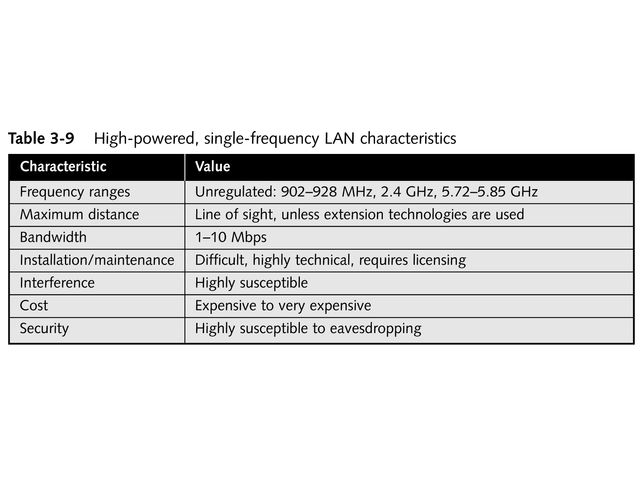 Table 3-9 High-powered, single-frequency LAN characteristics
Characteristic Value
Frequency ranges Unregulated: 902–928 MHz, 2.4 GHz, 5.72–5.85 GHz
Maximum distance Line of sight, unless extension technologies are used
Bandwidth 1–10 Mbps
Installation/maintenance Difficult, highly technical, requires licensing
Interference Highly susceptible
Cost Expensive to very expensive
Security Highly susceptible to eavesdropping